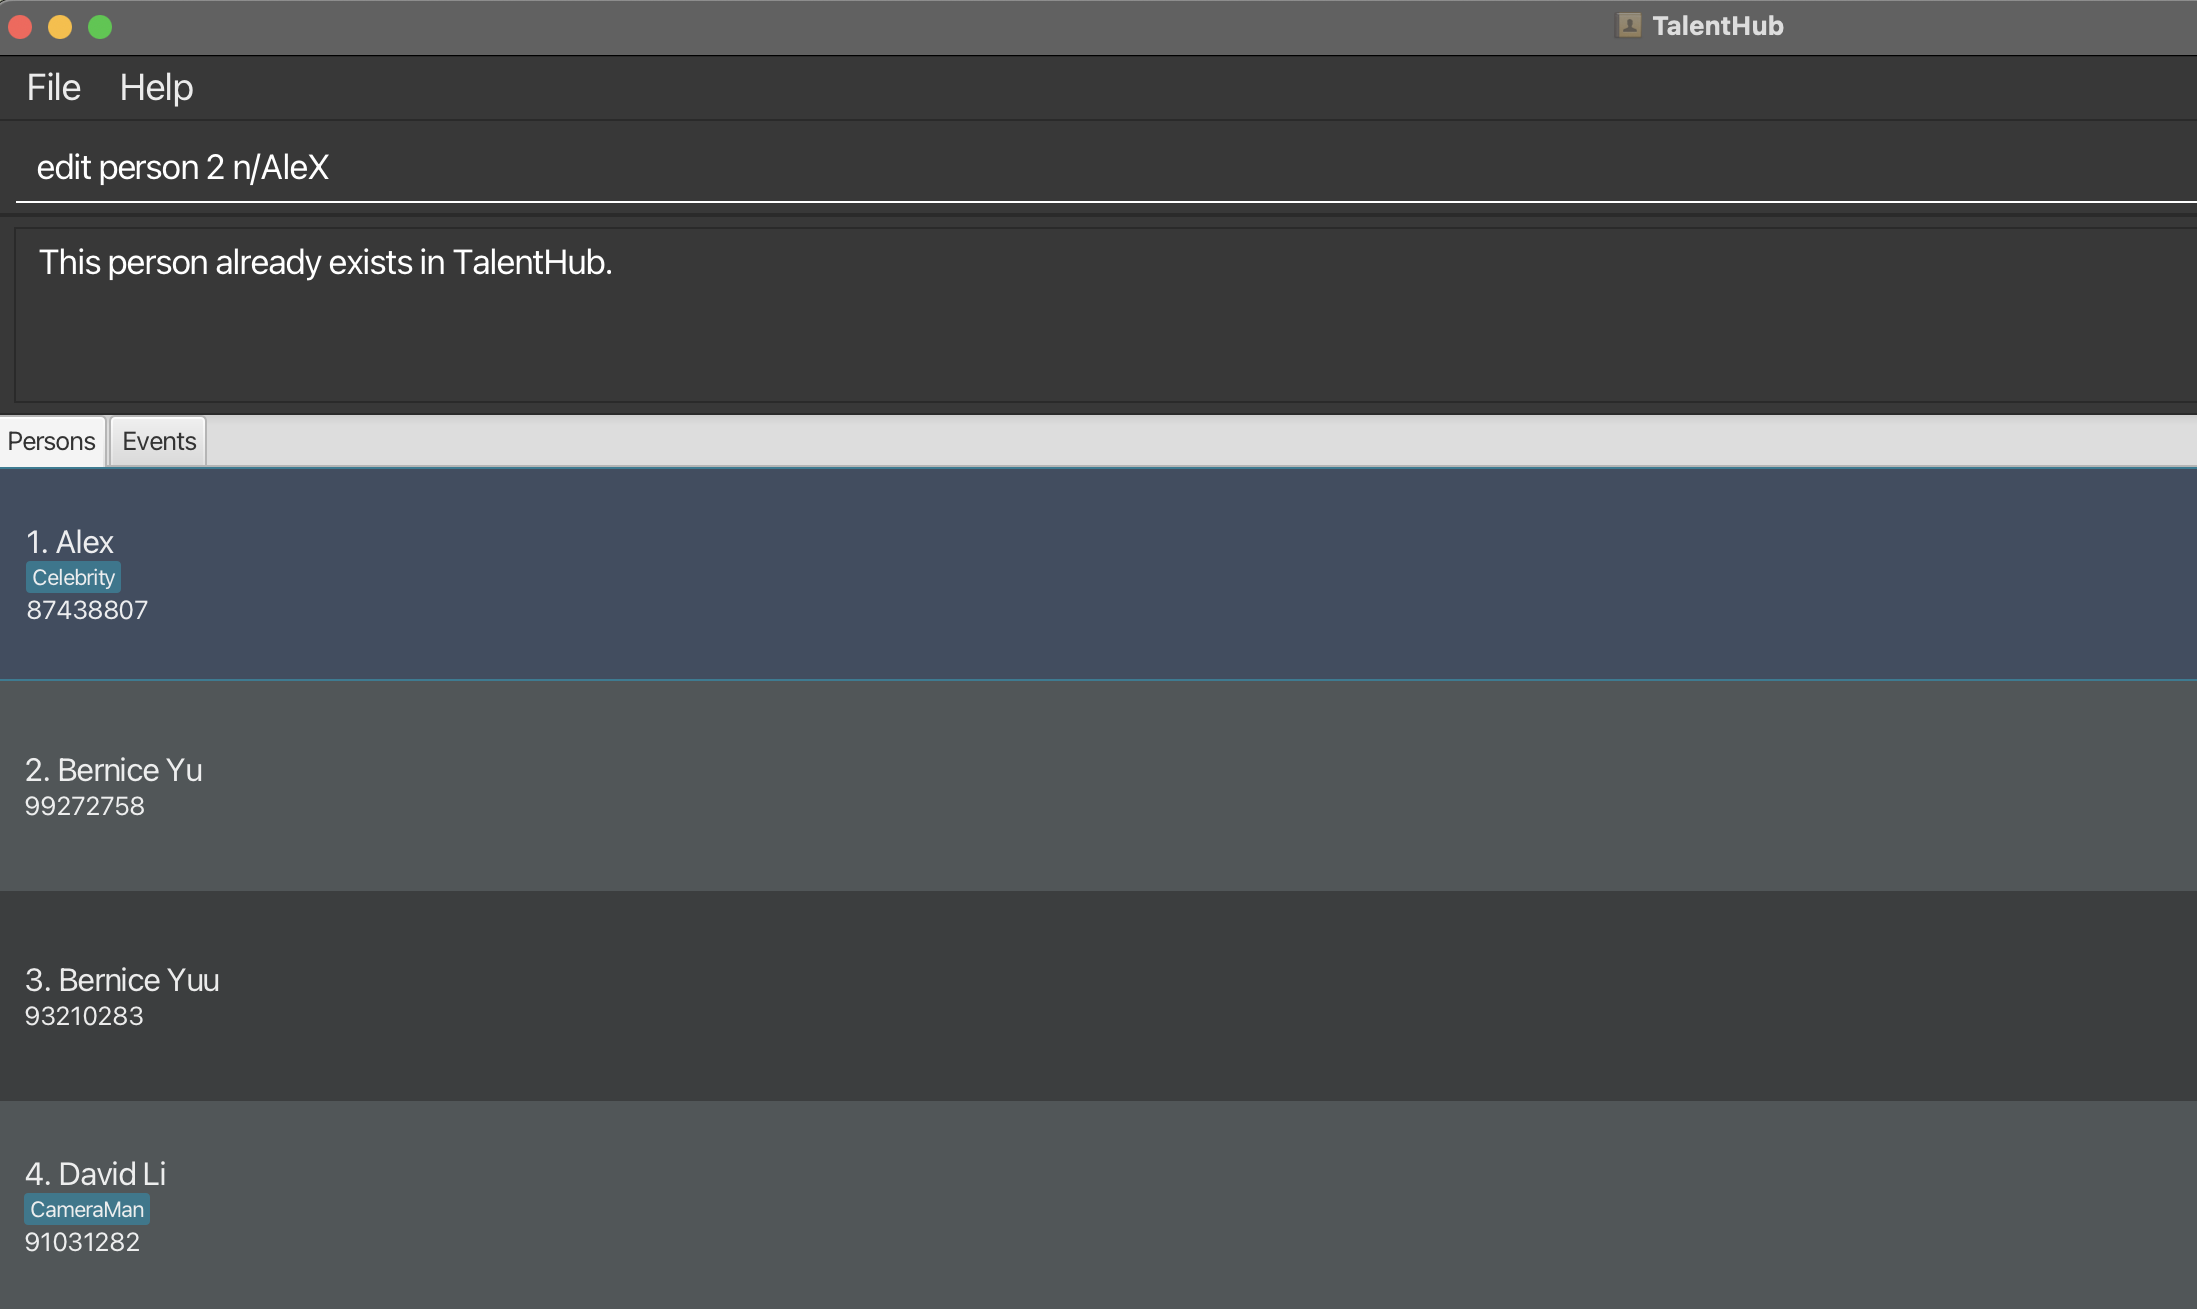 TalentHub
File Help
edit person 2 n/AleX
This person already exists in TalentHub.
Persons Events
1. Alex
Celebrity
87438807
2. Bernice Yu
99272758
3. Bernice Yuu
93210283
4. David Li
CameraMan
91031282